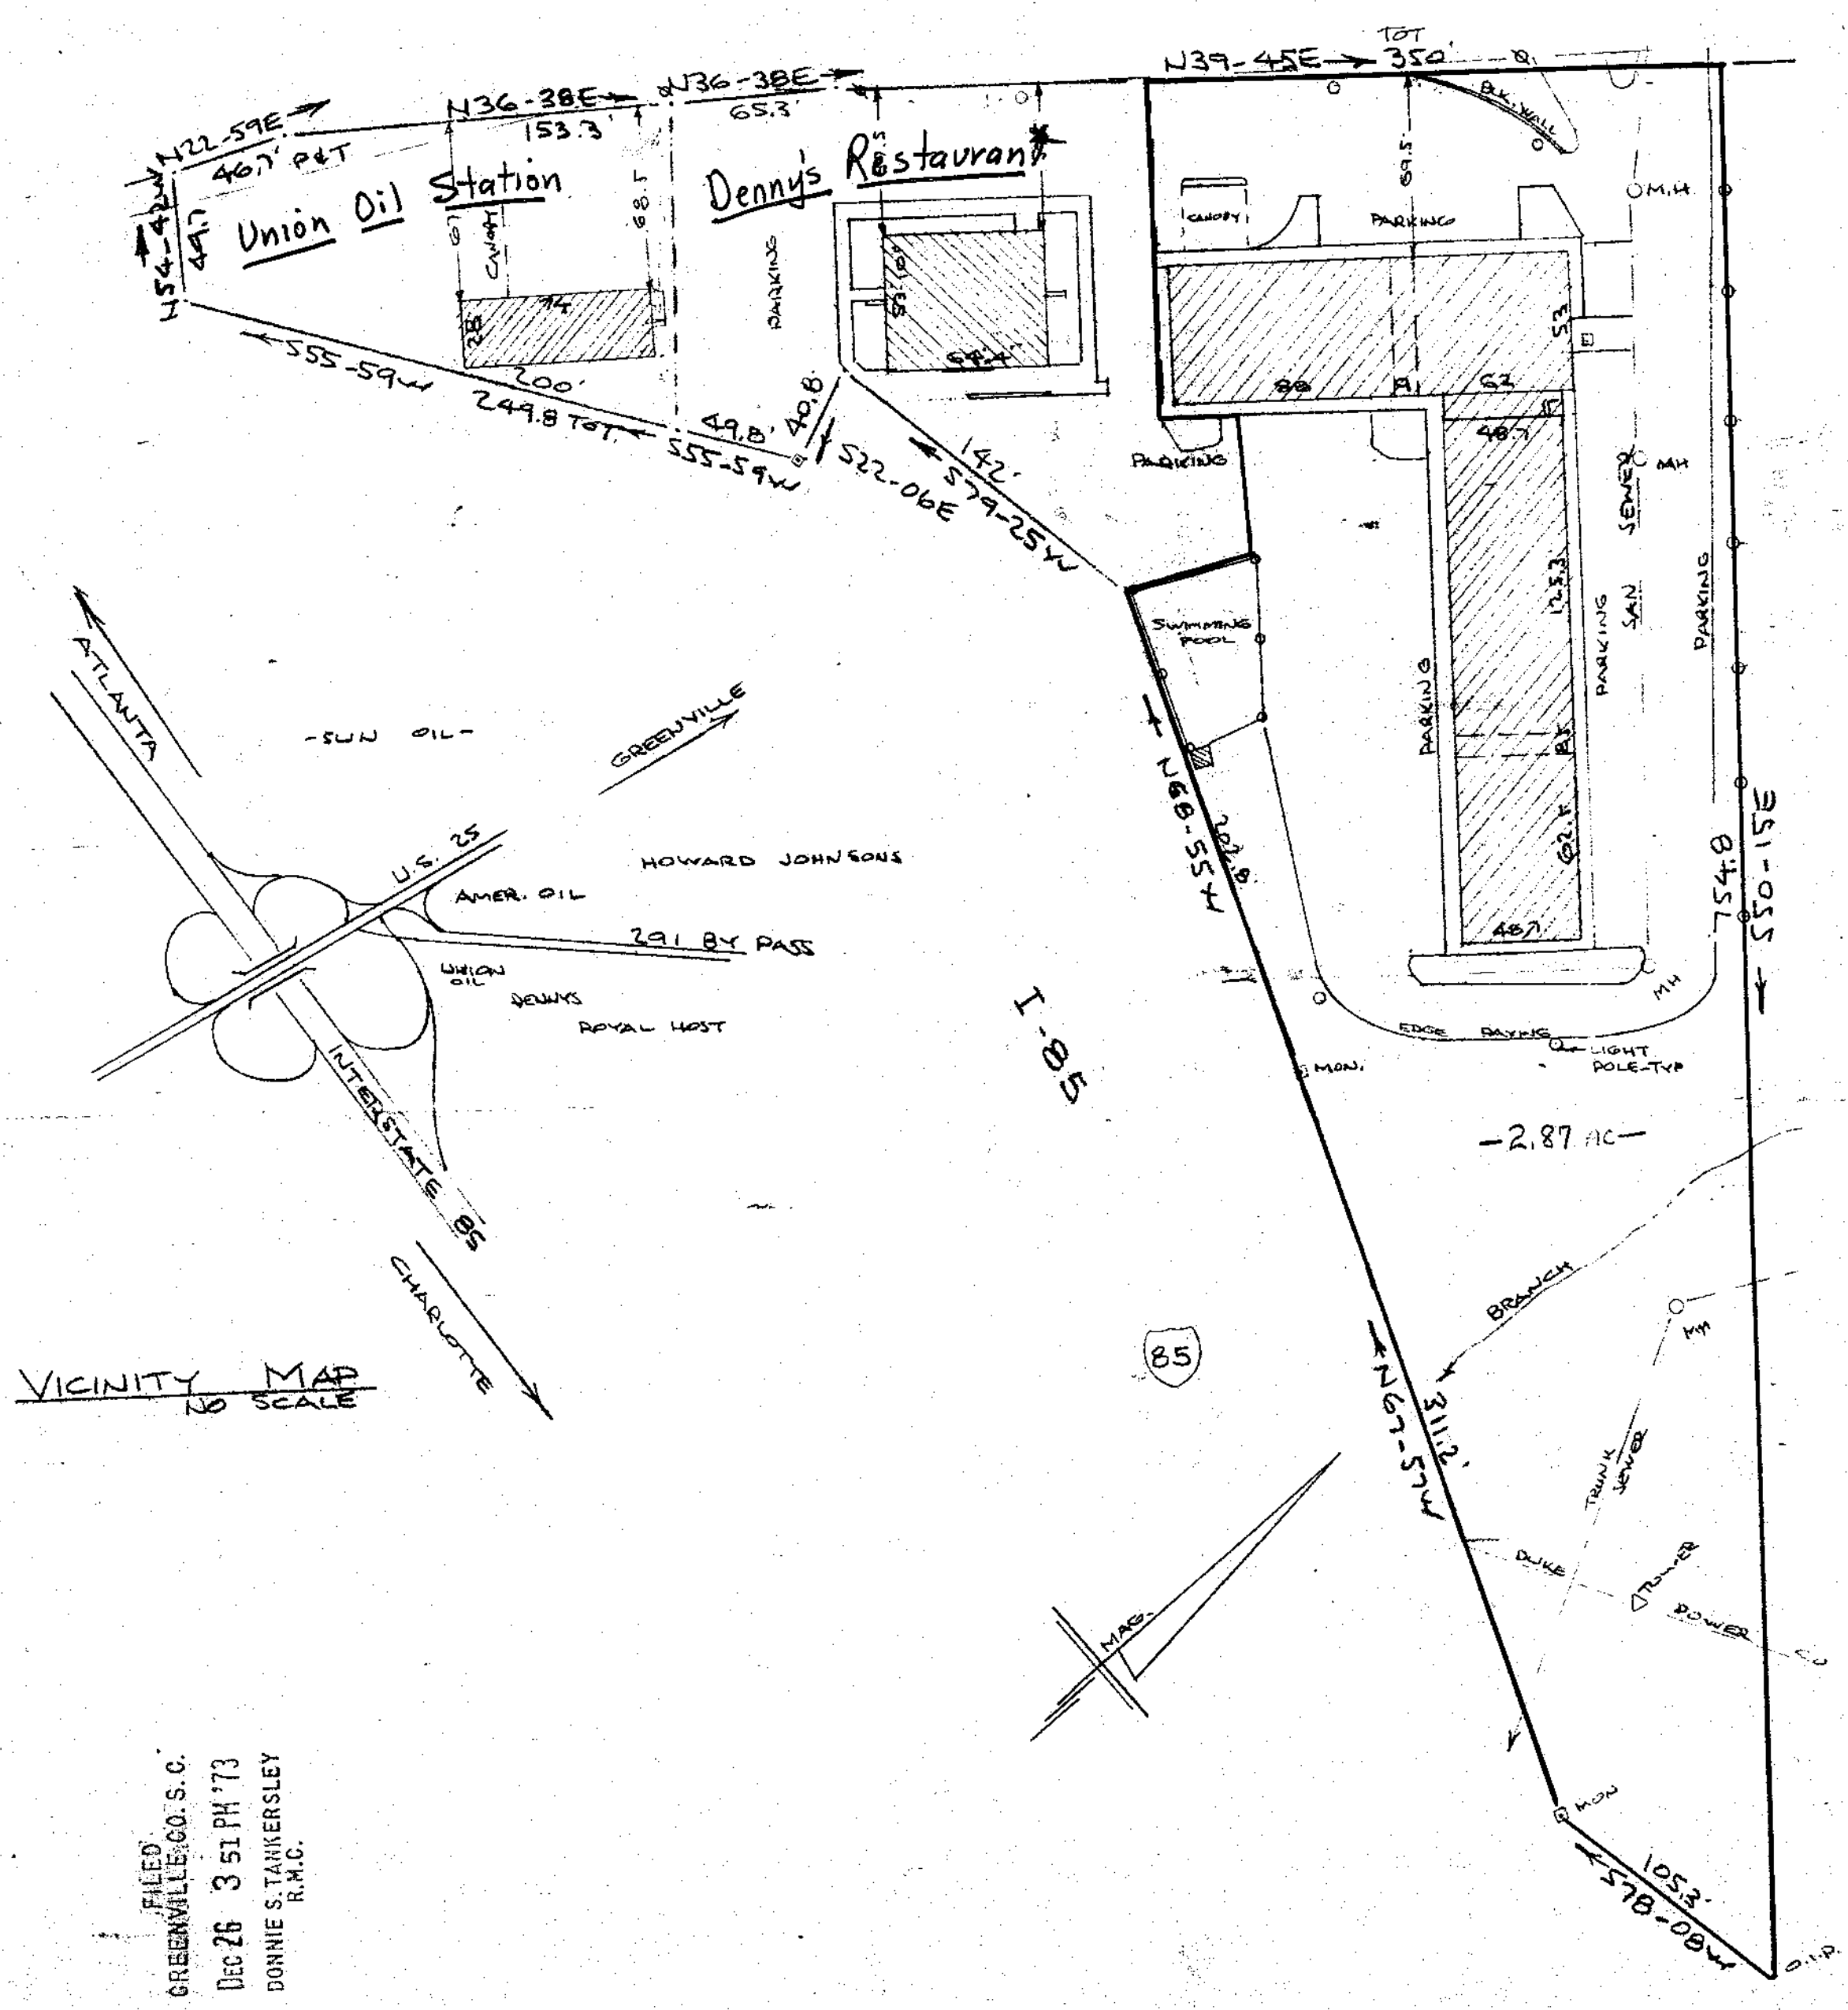 TOT
N39-45E → 350'
N36-38E
65.3'
N36-38E
153.3'
N22-59E
46.7' P&T
N54-42W
49.7
Union Oil Station
Denny's Restaurant
BLK. WALL
67
CANOPY
68.5
PARKING
69.5
CANOPY
PARKING
M.H
74
28
64.4
53
88
62
48.7
S55-59W
200'
249.8 TOT.
49.8'
S55-59W
40.8
S22-06E
142'
S79-25W
PARKING
MH
SAN SEWER
PARKING
PARKING
PARKING
125.3
SWIMMING
POOL
N68-55W
62.5
48.7
754.8
S50-15E
MH
EDGE PAVING
LIGHT
POLE-TYP
MON.
I-85
-2.87 AC-
ATLANTA
-SUN OIL-
GREENVILLE
U.S. 25
HOWARD JOHNSONS
AMER. OIL
291 BY PASS
UNION
OIL
DENNYS
ROYAL HOST
INTERSTATE 85
CHARLOTTE
VICINITY MAP
NO SCALE
BRANCH
MH
85
N67-57W
311.2'
TRUNK
SEWER
DUKE POWER
TOWER
MAG.
MON
105.3'
S78-08W
O.I.P.
FILED
GREENVILLE CO. S.C.
DEC 26 3 51 PM '73
DONNIE S. TANKERSLEY
R.M.C.